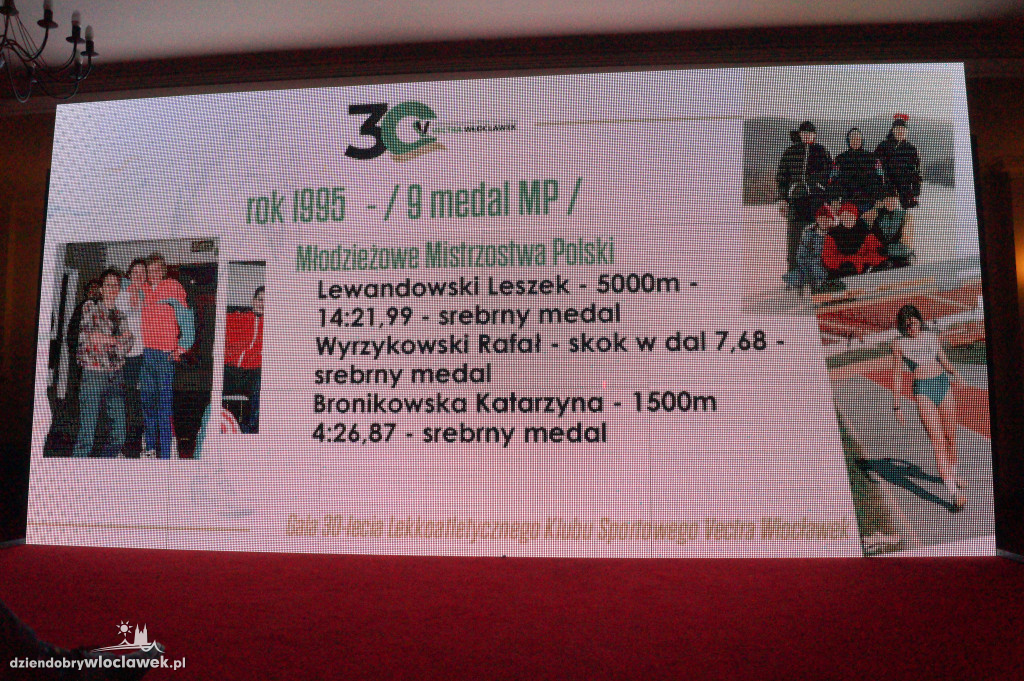 30
VECTRA WŁOCŁAWEK
rok 1995 - / 9 medal MP /
Młodzieżowe Mistrzostwa Polski
Lewandowski Leszek - 5000m -
14:21,99 - srebrny medal
Wyrzykowski Rafał - skok w dal 7,68 -
srebrny medal
Bronikowska Katarzyna - 1500m
4:26,87 - srebrny medal
Gala 30-lecia Lekkoatletycznego Klubu Sportowego Vectra Włocławek
dziendobrywloclawek.pl